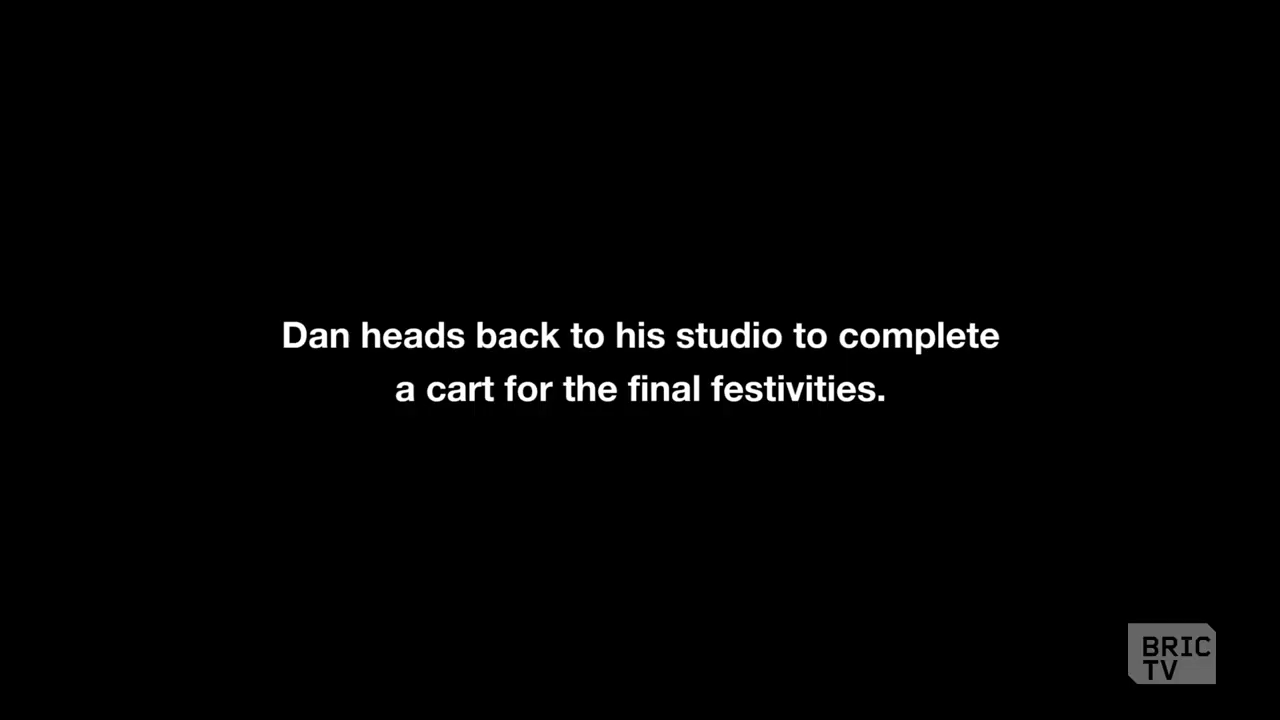 Dan heads back to his studio to complete
a cart for the final festivities.
BRIC
TV